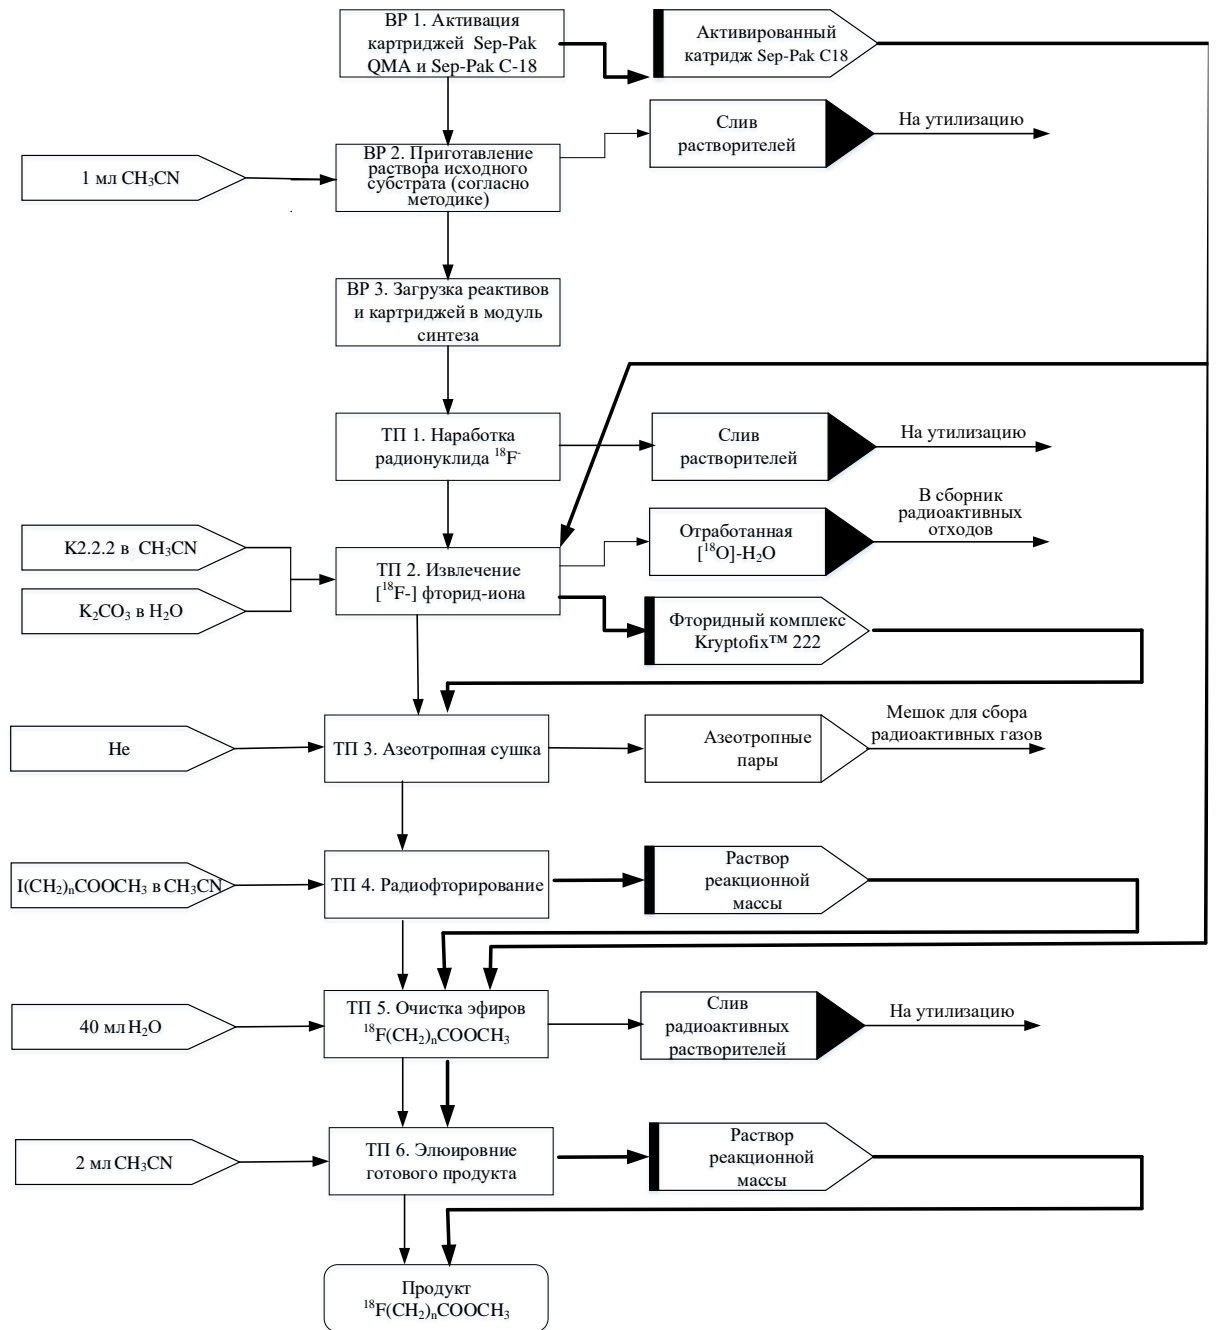 ВР 1. Активация
картриджей Sep-Pak
QMA и Sep-Pak C-18
Активированный
катридж Sep-Pak C18
Слив
растворителей
На утилизацию
1 мл CH₃CN
ВР 2. Приготавление
раствора исходного
субстрата (согласно
методике)
ВР 3. Загрузка реактивов
и картриджей в модуль
синтеза
ТП 1. Наработка
радионуклида ¹⁸F⁻
Слив
растворителей
На утилизацию
K2.2.2 в CH₃CN
K₂CO₃ в H₂O
ТП 2. Извлечение
[¹⁸F-] фторид-иона
Отработанная
[¹⁸O]-H₂O
В сборник
радиоактивных
отходов
Фторидный комплекс
Kryptofix™ 222
Не
ТП 3. Азеотропная сушка
Азеотропные
пары
Мешок для сбора
радиоактивных газов
I(CH₂)ₙCOOCH₃ в CH₃CN
ТП 4. Радиофторирование
Раствор
реакционной
массы
40 мл H₂O
ТП 5. Очистка эфиров
¹⁸F(CH₂)ₙCOOCH₃
Слив
радиоактивных
растворителей
На утилизацию
2 мл CH₃CN
ТП 6. Элюировние
готового продукта
Раствор
реакционной
массы
Продукт
¹⁸F(CH₂)ₙCOOCH₃